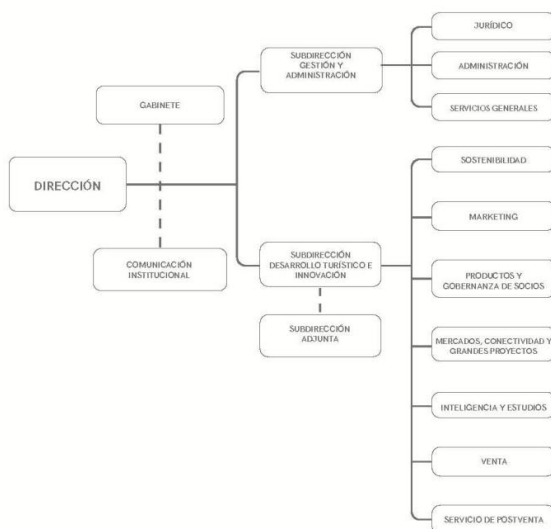 JURÍDICO
SUBDIRECCIÓN
GESTIÓN Y
ADMINISTRACIÓN
ADMINISTRACIÓN
SERVICIOS GENERALES
GABINETE
DIRECCIÓN
COMUNICACIÓN
INSTITUCIONAL
SUBDIRECCIÓN
DESARROLLO TURÍSTICO E
INNOVACIÓN
SUBDIRECCIÓN
ADJUNTA
SOSTENIBILIDAD
MARKETING
PRODUCTOS Y
GOBERNANZA DE SOCIOS
MERCADOS, CONECTIVIDAD Y
GRANDES PROYECTOS
INTELIGENCIA Y ESTUDIOS
VENTA
SERVICIO DE POSTVENTA